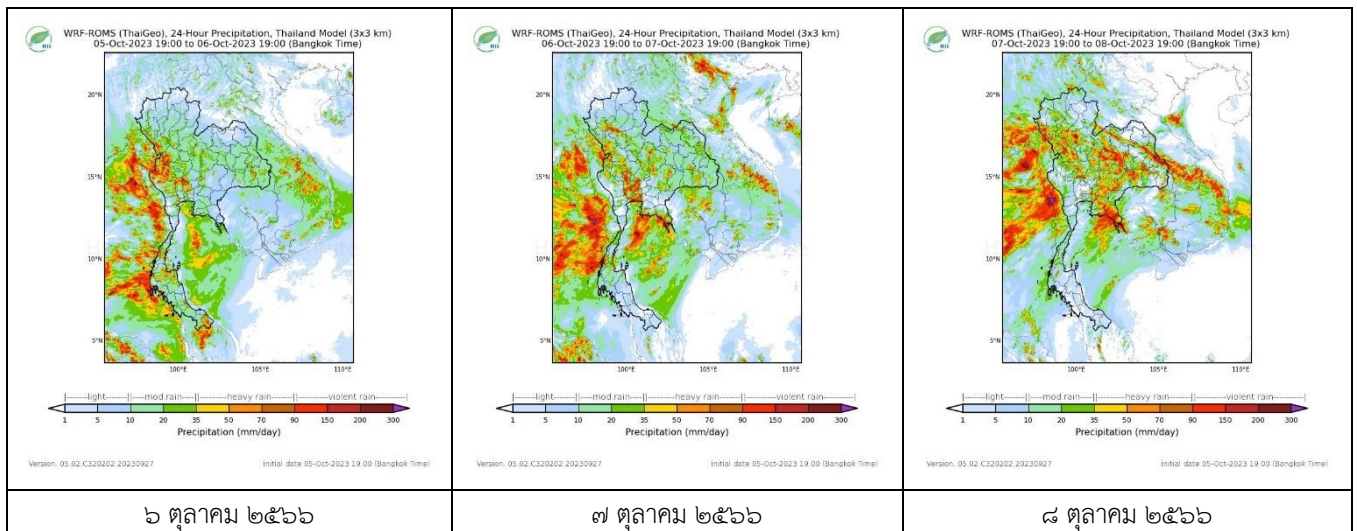 HII
WRF-ROMS (ThaiGeo), 24-Hour Precipitation, Thailand Model (3x3 km)
05-Oct-2023 19:00 to 06-Oct-2023 19:00 (Bangkok Time)
20°N
15°N
10°N
5°N
100°E 105°E 110°E
|-------light-------||----mod rain----||---------heavy rain---------||---------violent rain---------|
1 5 10 20 35 50 70 90 150 200 300
Precipitation (mm/day)
Version: 05.02.C320202.20230927 initial date 05-Oct-2023 19:00 (Bangkok Time)
๖ ตุลาคม ๒๕๖๖
HII
WRF-ROMS (ThaiGeo), 24-Hour Precipitation, Thailand Model (3x3 km)
06-Oct-2023 19:00 to 07-Oct-2023 19:00 (Bangkok Time)
20°N
15°N
10°N
5°N
100°E 105°E 110°E
|-------light-------||----mod rain----||---------heavy rain---------||---------violent rain---------|
1 5 10 20 35 50 70 90 150 200 300
Precipitation (mm/day)
Version: 05.02.C320202.20230927 initial date 05-Oct-2023 19:00 (Bangkok Time)
๗ ตุลาคม ๒๕๖๖
HII
WRF-ROMS (ThaiGeo), 24-Hour Precipitation, Thailand Model (3x3 km)
07-Oct-2023 19:00 to 08-Oct-2023 19:00 (Bangkok Time)
20°N
15°N
10°N
5°N
100°E 105°E 110°E
|-------light-------||----mod rain----||---------heavy rain---------||---------violent rain---------|
1 5 10 20 35 50 70 90 150 200 300
Precipitation (mm/day)
Version: 05.02.C320202.20230927 initial date 05-Oct-2023 19:00 (Bangkok Time)
๘ ตุลาคม ๒๕๖๖